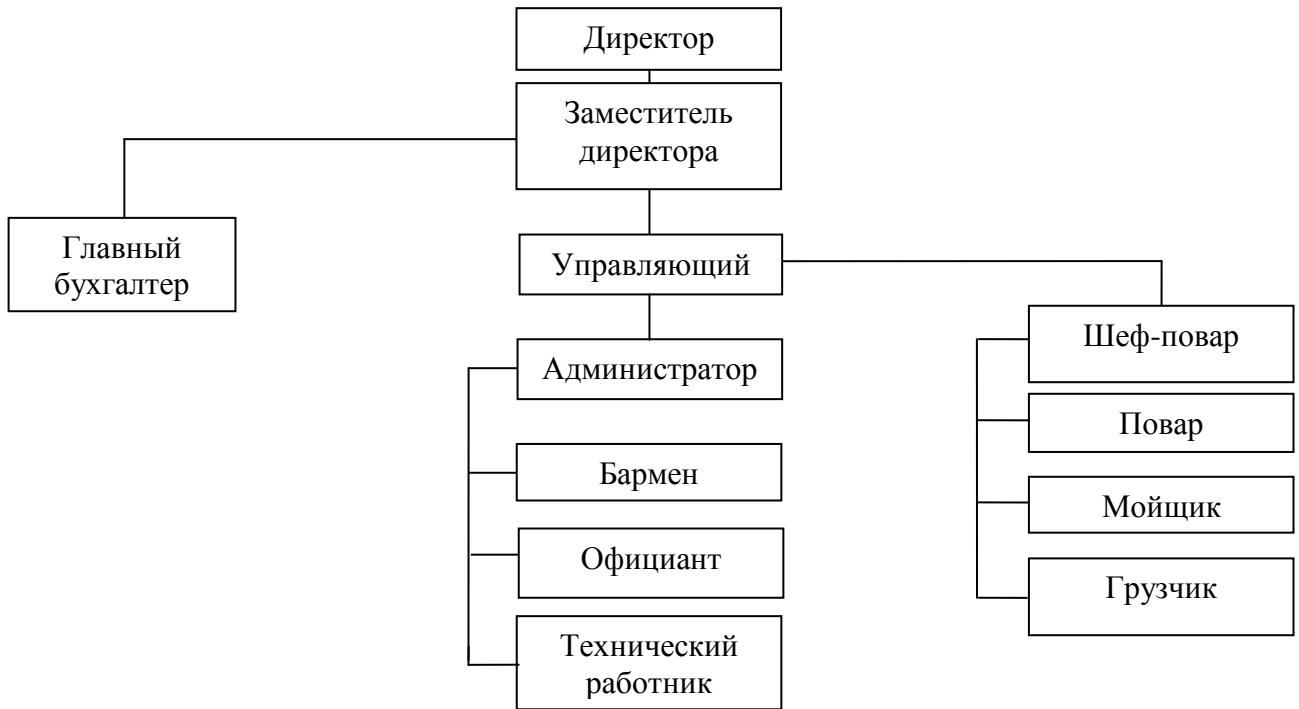 Директор
Заместитель
директора
Главный
бухгалтер
Управляющий
Шеф-повар
Администратор
Повар
Бармен
Мойщик
Официант
Грузчик
Технический
работник